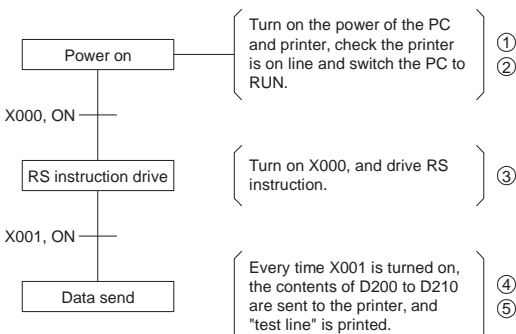 Power on
Turn on the power of the PC
and printer, check the printer
is on line and switch the PC to
RUN.
①
②
X000, ON
RS instruction drive
Turn on X000, and drive RS
instruction.
③
X001, ON
Data send
Every time X001 is turned on,
the contents of D200 to D210
are sent to the printer, and
"test line" is printed.
④
⑤